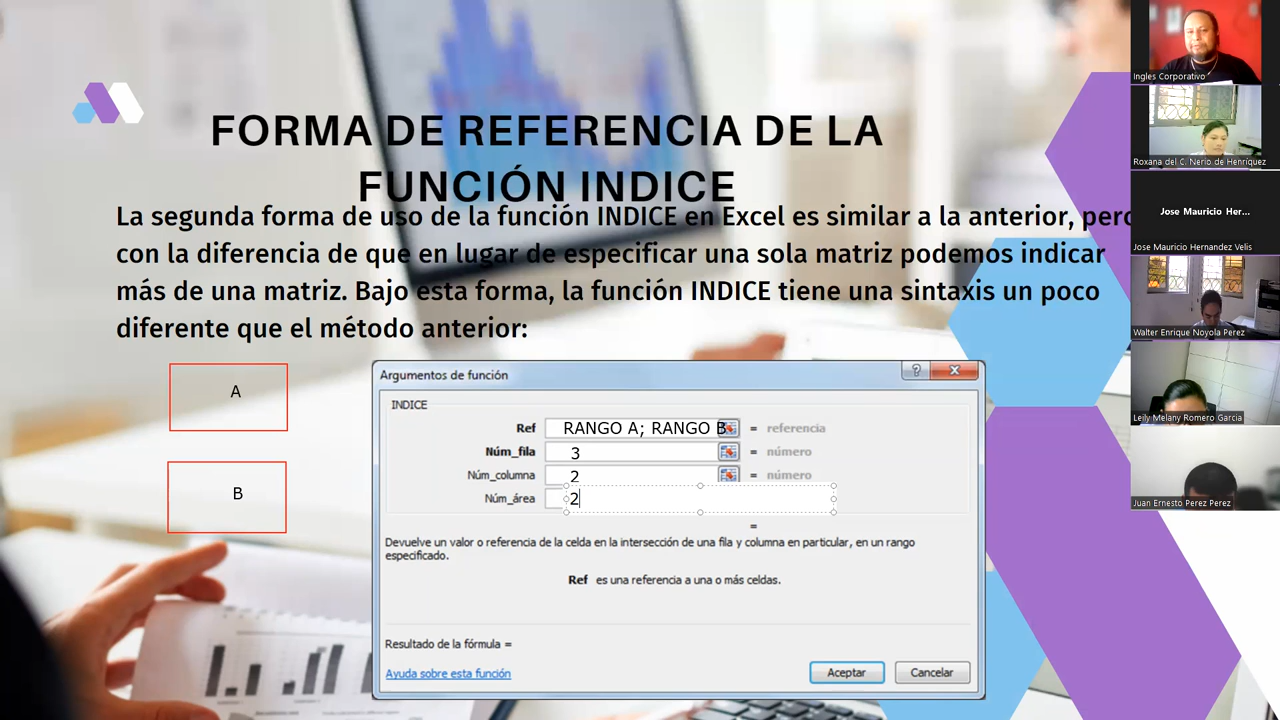 FORMA DE REFERENCIA DE LA
FUNCIÓN INDICE
La segunda forma de uso de la función INDICE en Excel es similar a la anterior, pero
con la diferencia de que en lugar de especificar una sola matriz podemos indicar
más de una matriz. Bajo esta forma, la función INDICE tiene una sintaxis un poco
diferente que el método anterior:
A
B
Argumentos de función
?
INDICE
Ref RANGO A; RANGO B = referencia
Núm_fila 3 = número
Núm_columna 2 = número
Núm_área 2
=
Devuelve un valor o referencia de la celda en la intersección de una fila y columna en particular, en un rango
especificado.
Ref es una referencia a una o más celdas.
Resultado de la fórmula =
Ayuda sobre esta función
Aceptar
Cancelar
Ingles Corporativo
Roxana del C. Nerio de Henríquez
Jose Mauricio Her...
Jose Mauricio Hernandez Velis
Walter Enrique Noyola Perez
Leily Melany Romero Garcia
Juan Ernesto Perez Perez